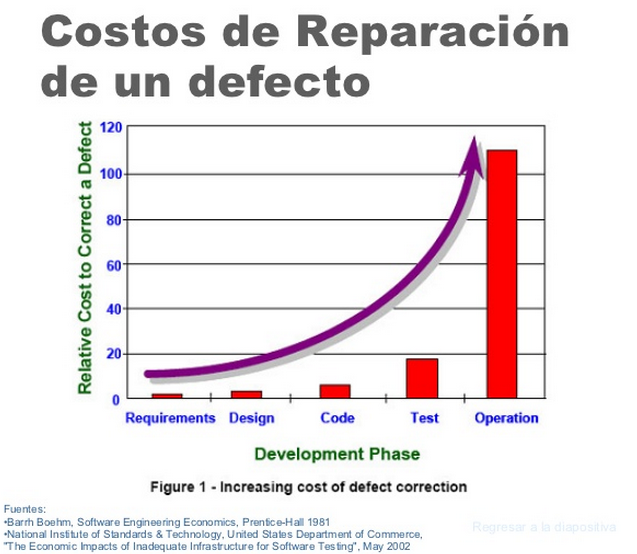 Costos de Reparación
de un defecto
Relative Cost to Correct a Defect
120
100
80
60
40
20
0
Requirements Design Code Test Operation
Development Phase
Figure 1 - Increasing cost of defect correction
Fuentes:
•Barrh Boehm, Software Engineering Economics, Prentice-Hall 1981
•National Institute of Standards & Technology, United States Department of Commerce,
"The Economic Impacts of Inadequate Infrastructure for Software Testing", May 2002
Regresar a la diapositiva